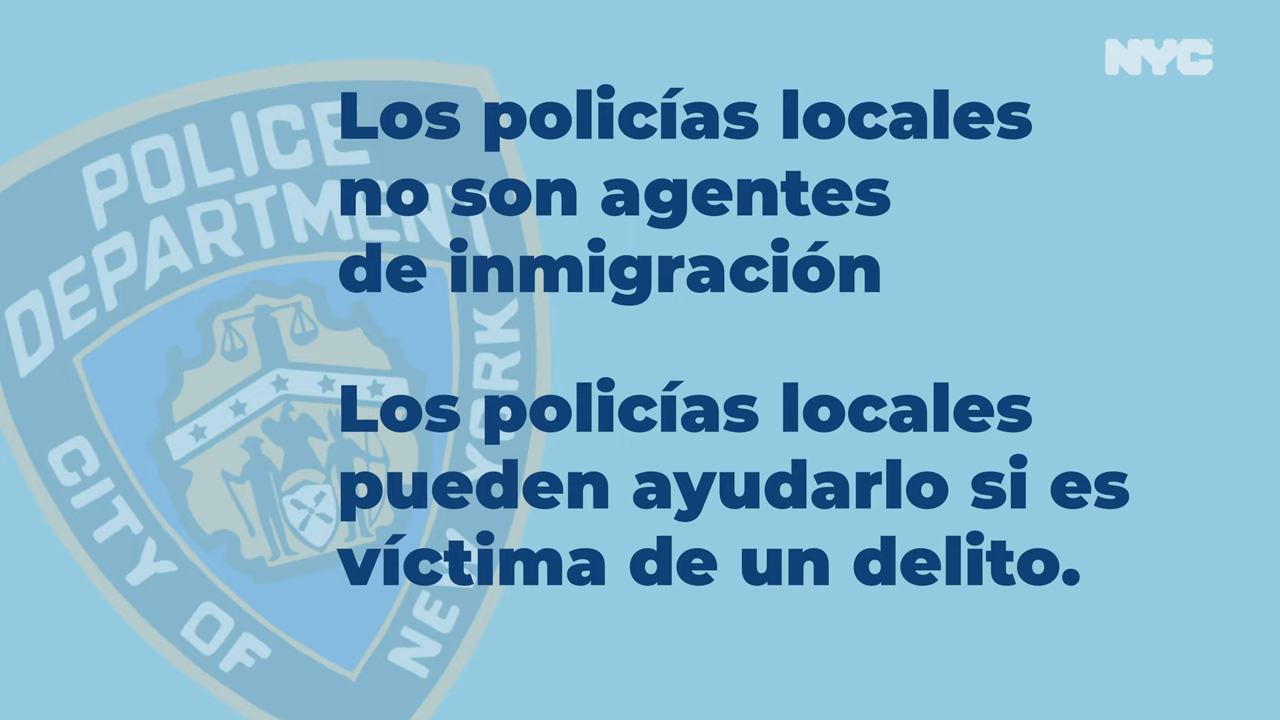 NYC
Los policías locales
no son agentes
de inmigración
Los policías locales
pueden ayudarlo si es
víctima de un delito.
POLICE
DEPARTMENT
CITY OF
NEW YORK